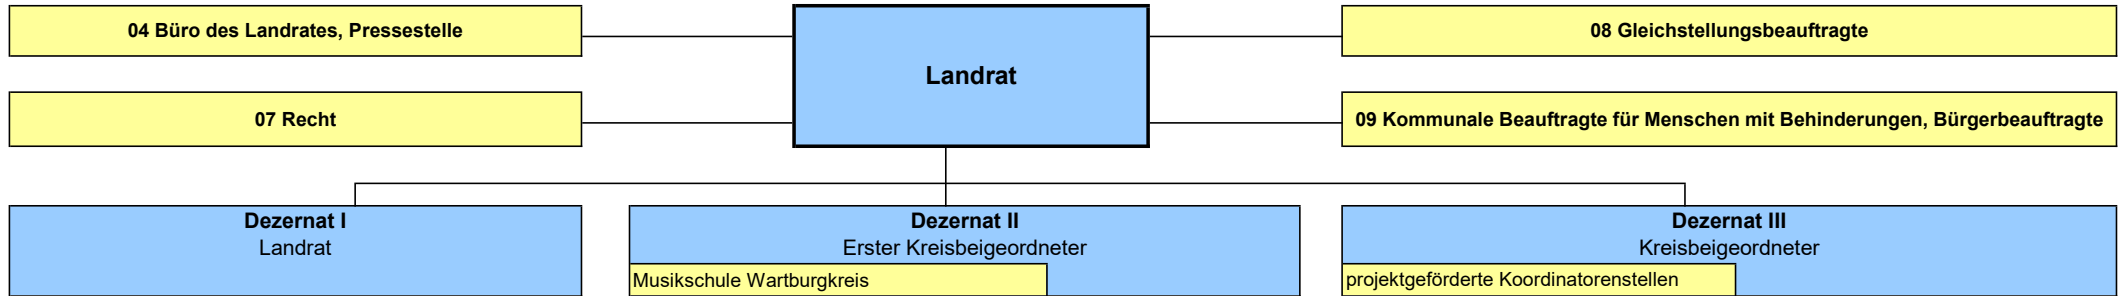 04 Büro des Landrates, Pressestelle
Landrat
08 Gleichstellungsbeauftragte
07 Recht
09 Kommunale Beauftragte für Menschen mit Behinderungen, Bürgerbeauftragte
Dezernat I
Landrat
Dezernat II
Erster Kreisbeigeordneter
Musikschule Wartburgkreis
Dezernat III
Kreisbeigeordneter
projektgeförderte Koordinatorenstellen